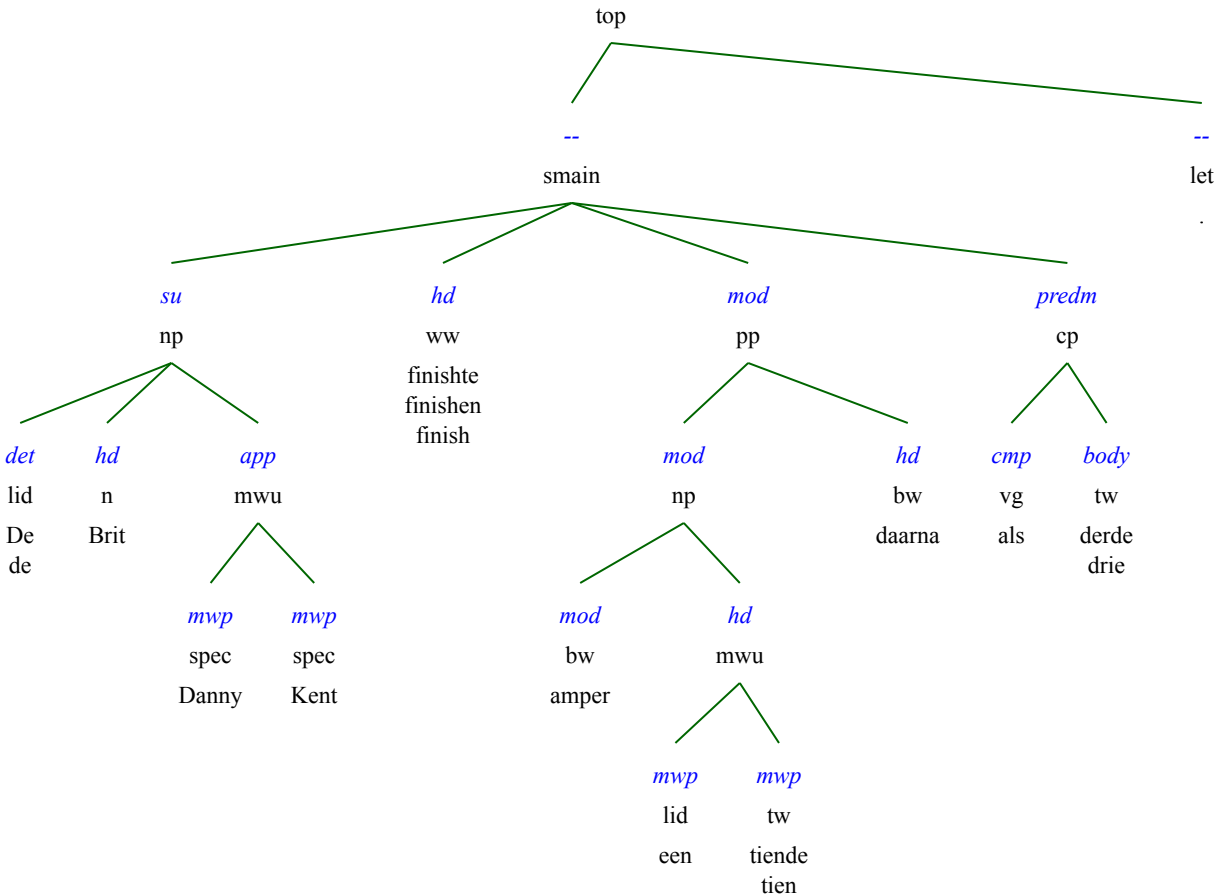 top
-- --
smain let
.
su hd mod predm
np ww pp cp
finishte
finishen
finish
det hd app mod hd cmp body
lid n mwu np bw vg tw
De Brit daarna als derde
de drie
mwp mwp mod hd
spec spec bw mwu
Danny Kent amper
mwp mwp
lid tw
een tiende
tien